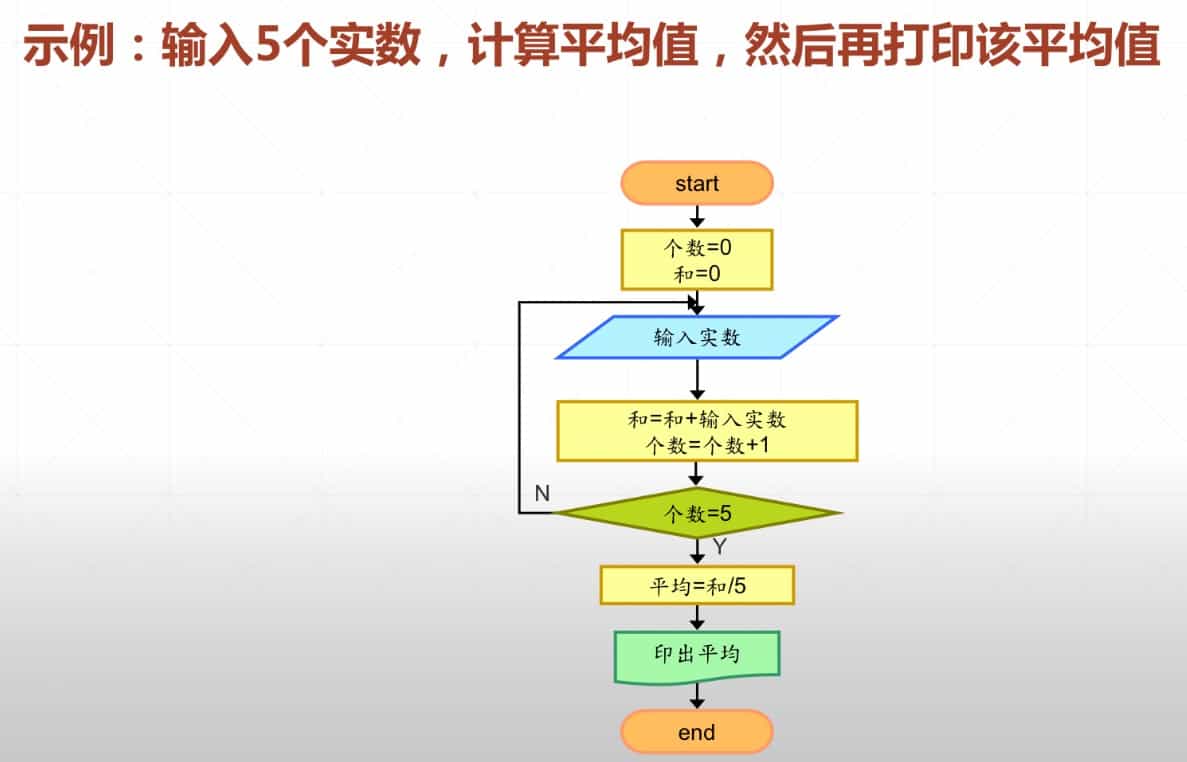 示例：输入5个实数，计算平均值，然后再打印该平均值
start
个数=0
和=0
输入实数
和=和+输入实数
个数=个数+1
N
个数=5
Y
平均=和/5
印出平均
end